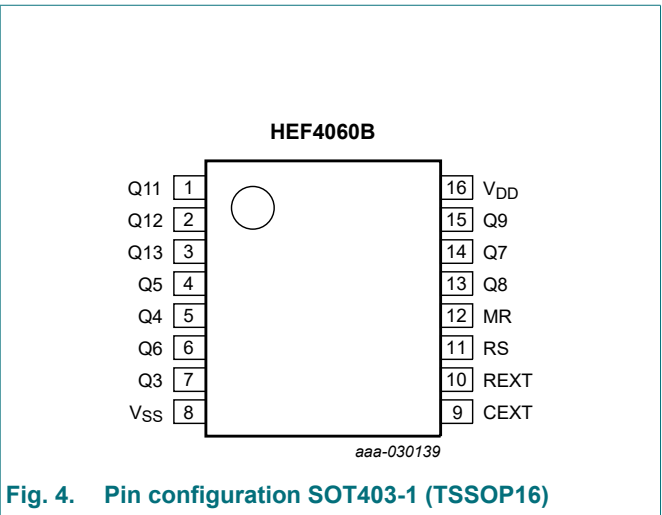 HEF4060B
Q11 1 16 VDD
Q12 2 15 Q9
Q13 3 14 Q7
Q5 4 13 Q8
Q4 5 12 MR
Q6 6 11 RS
Q3 7 10 REXT
VSS 8 9 CEXT
aaa-030139
Fig. 4. Pin configuration SOT403-1 (TSSOP16)